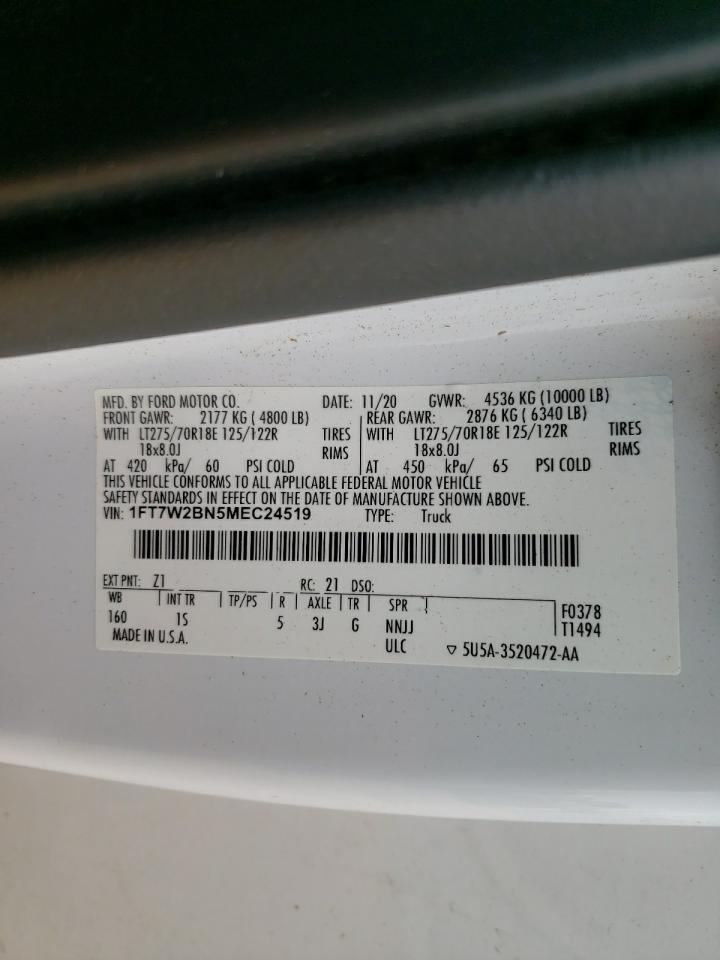 MFD. BY FORD MOTOR CO. DATE: 11/20 GVWR: 4536 KG (10000 LB)
FRONT GAWR: 2177 KG ( 4800 LB) REAR GAWR: 2876 KG ( 6340 LB)
WITH LT275/70R18E 125/122R TIRES WITH LT275/70R18E 125/122R TIRES
18x8.0J RIMS 18x8.0J RIMS
AT 420 kPa/ 60 PSI COLD AT 450 kPa/ 65 PSI COLD
THIS VEHICLE CONFORMS TO ALL APPLICABLE FEDERAL MOTOR VEHICLE
SAFETY STANDARDS IN EFFECT ON THE DATE OF MANUFACTURE SHOWN ABOVE.
VIN: 1FT7W2BN5MEC24519 TYPE: Truck
EXT PNT: Z1 RC: 21 DSO:
WB INT TR TP/PS R AXLE TR SPR F0378
160 1S 5 3J G NNJJ T1494
MADE IN U.S.A. ULC ▽ 5U5A-3520472-AA